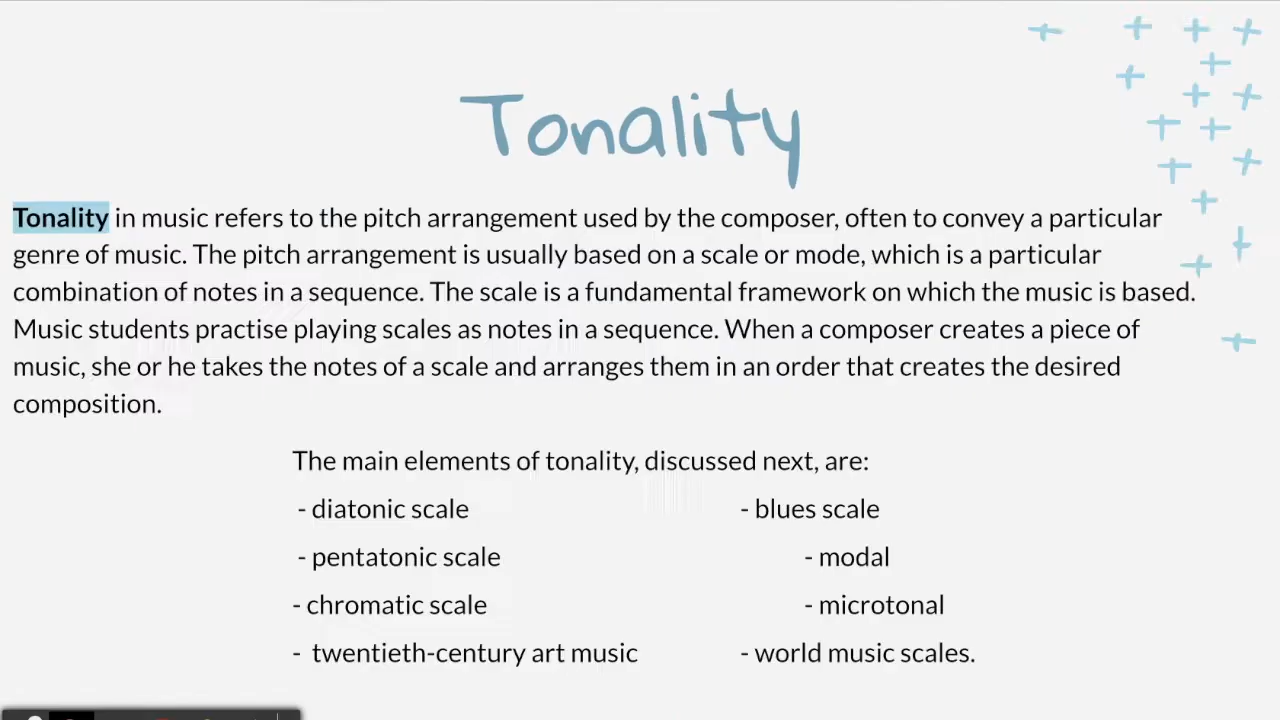 Tonality
Tonality in music refers to the pitch arrangement used by the composer, often to convey a particular
genre of music. The pitch arrangement is usually based on a scale or mode, which is a particular
combination of notes in a sequence. The scale is a fundamental framework on which the music is based.
Music students practise playing scales as notes in a sequence. When a composer creates a piece of
music, she or he takes the notes of a scale and arranges them in an order that creates the desired
composition.
The main elements of tonality, discussed next, are:
- diatonic scale - blues scale
- pentatonic scale - modal
- chromatic scale - microtonal
- twentieth-century art music - world music scales.